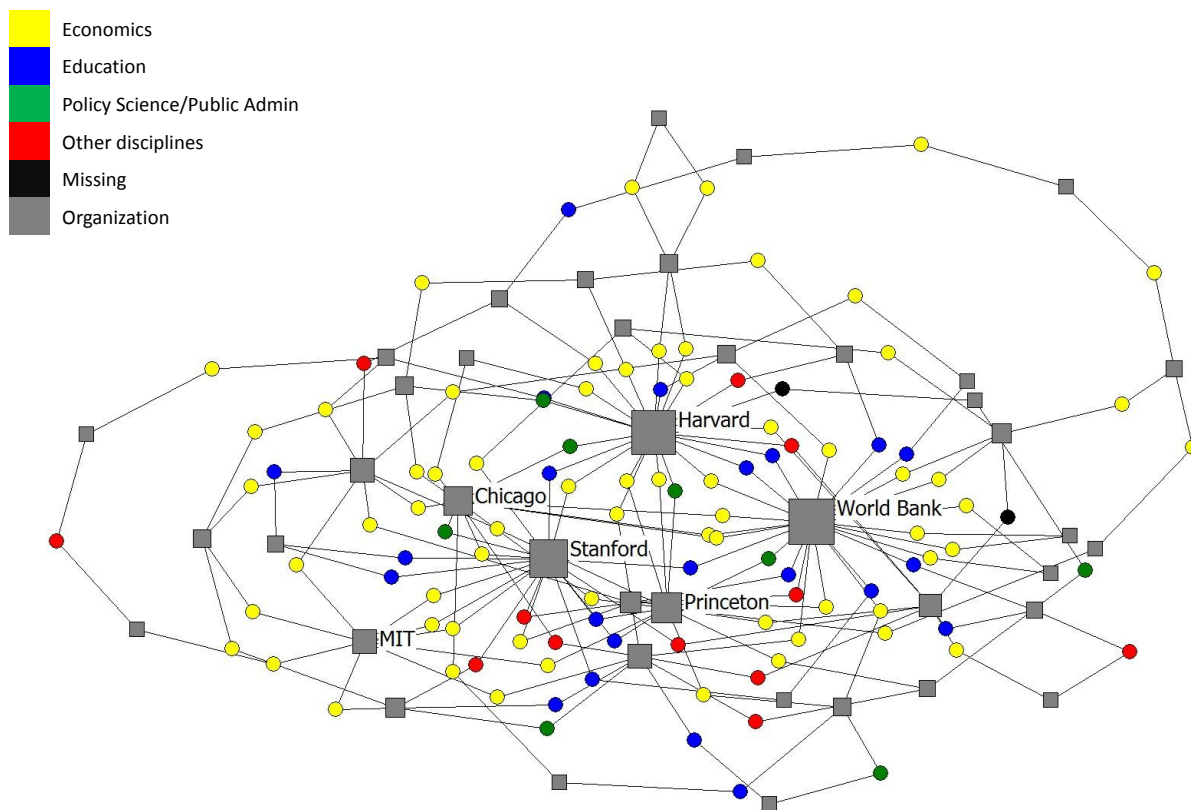 Economics
Education
Policy Science/Public Admin
Other disciplines
Missing
Organization
Harvard
Chicago
World Bank
Stanford
Princeton
MIT